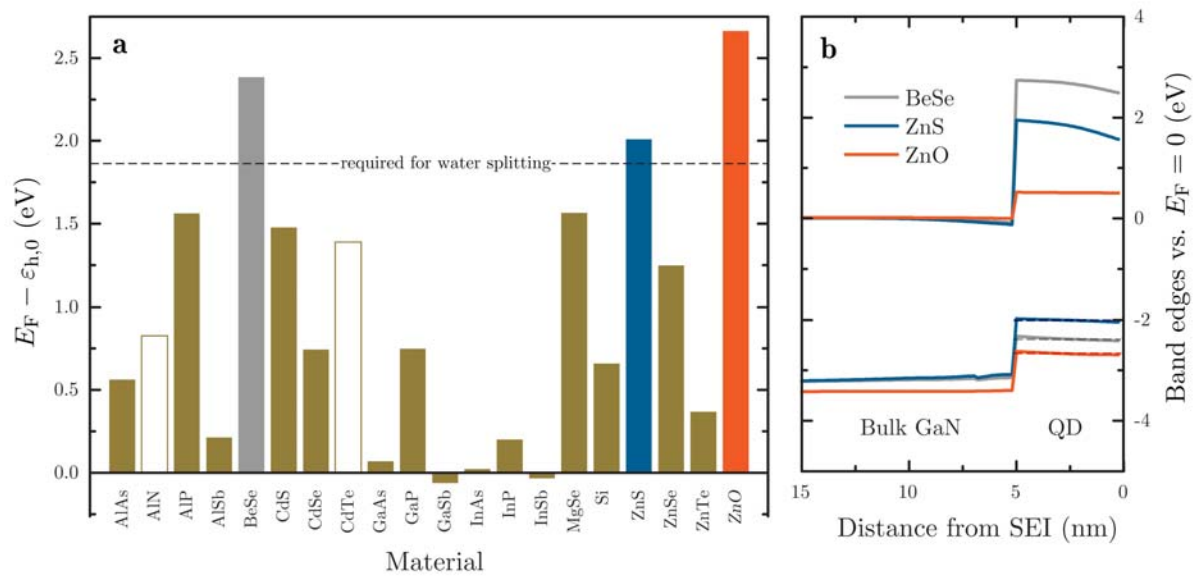 a
E_F − ε_h,0 (eV)
2.5
2.0
1.5
1.0
0.5
0.0
required for water splitting
AlAs
AlN
AlP
AlSb
BeSe
CdS
CdSe
CdTe
GaAs
GaP
GaSb
InAs
InP
InSb
MgSe
Si
ZnS
ZnSe
ZnTe
ZnO
Material
b
BeSe
ZnS
ZnO
Bulk GaN
QD
15
10
5
0
Distance from SEI (nm)
4
2
0
-2
-4
Band edges vs. E_F = 0 (eV)